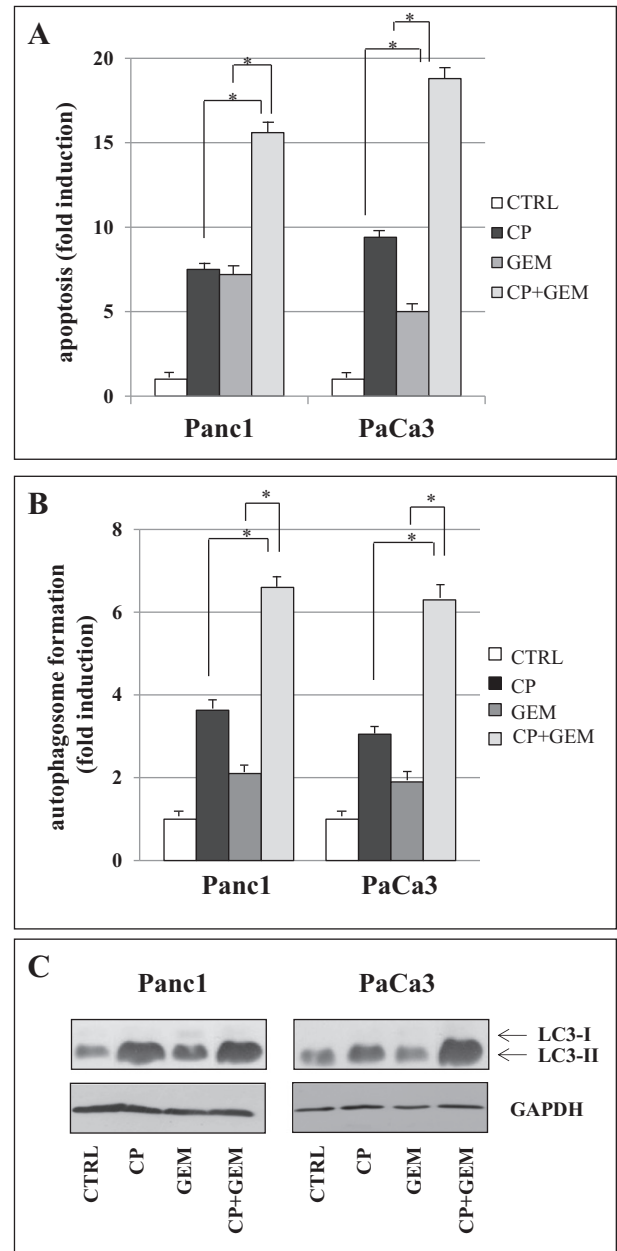 A
*
*
*
*
20
15
10
5
0
apoptosis (fold induction)
CTRL
CP
GEM
CP+GEM
Panc1 PaCa3
B
*
*
*
*
8
6
4
2
0
autophagosome formation
(fold induction)
CTRL
CP
GEM
CP+GEM
Panc1 PaCa3
C
Panc1 PaCa3
LC3-I
LC3-II
GAPDH
CTRL CP GEM CP+GEM CTRL CP GEM CP+GEM